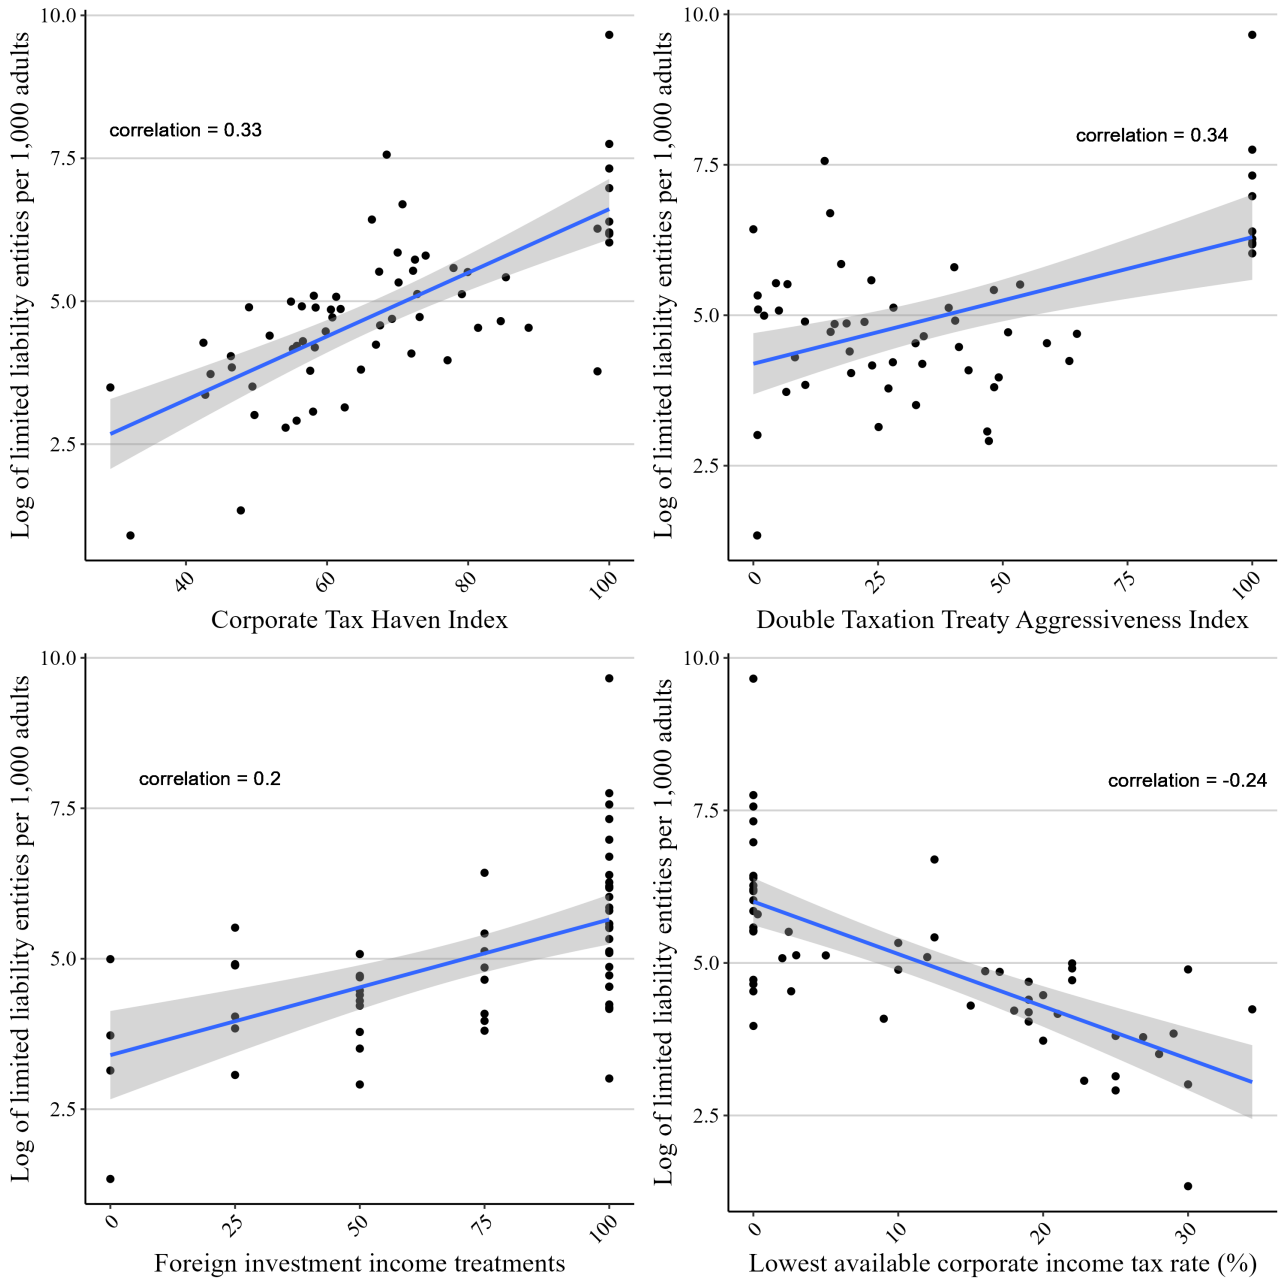 Log of limited liability entities per 1,000 adults
10.0
7.5
5.0
2.5
correlation = 0.33
40
60
80
100
Corporate Tax Haven Index
Log of limited liability entities per 1,000 adults
10.0
7.5
5.0
2.5
correlation = 0.34
0
25
50
75
100
Double Taxation Treaty Aggressiveness Index
Log of limited liability entities per 1,000 adults
10.0
7.5
5.0
2.5
correlation = 0.2
0
25
50
75
100
Foreign investment income treatments
Log of limited liability entities per 1,000 adults
10.0
7.5
5.0
2.5
correlation = -0.24
0
10
20
30
Lowest available corporate income tax rate (%)